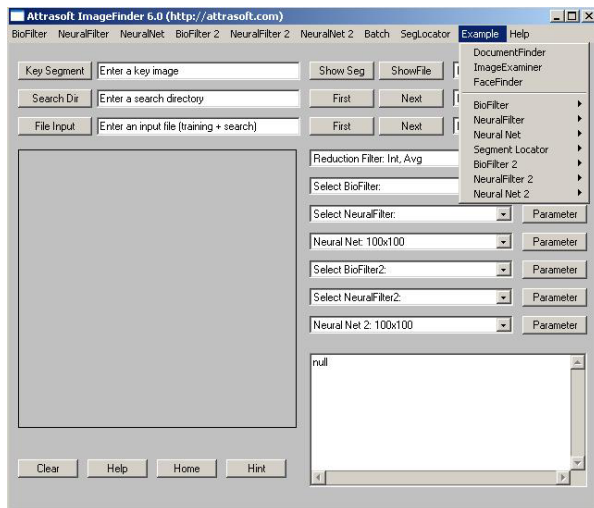 Attrasoft ImageFinder 6.0 (http://attrasoft.com)
BioFilter NeuralFilter NeuralNet BioFilter 2 NeuralFilter 2 NeuralNet 2 Batch SegLocator Example Help
DocumentFinder
ImageExaminer
FaceFinder
BioFilter
NeuralFilter
Neural Net
Segment Locator
BioFilter 2
NeuralFilter 2
Neural Net 2
Key Segment Enter a key image Show Seg ShowFile
Search Dir Enter a search directory First Next
File Input Enter an input file (training + search) First Next
Reduction Filter: Int, Avg
Select BioFilter:
Select NeuralFilter: Parameter
Neural Net: 100x100 Parameter
Select BioFilter2: Parameter
Select NeuralFilter2: Parameter
Neural Net 2: 100x100 Parameter
null
Clear Help Home Hint